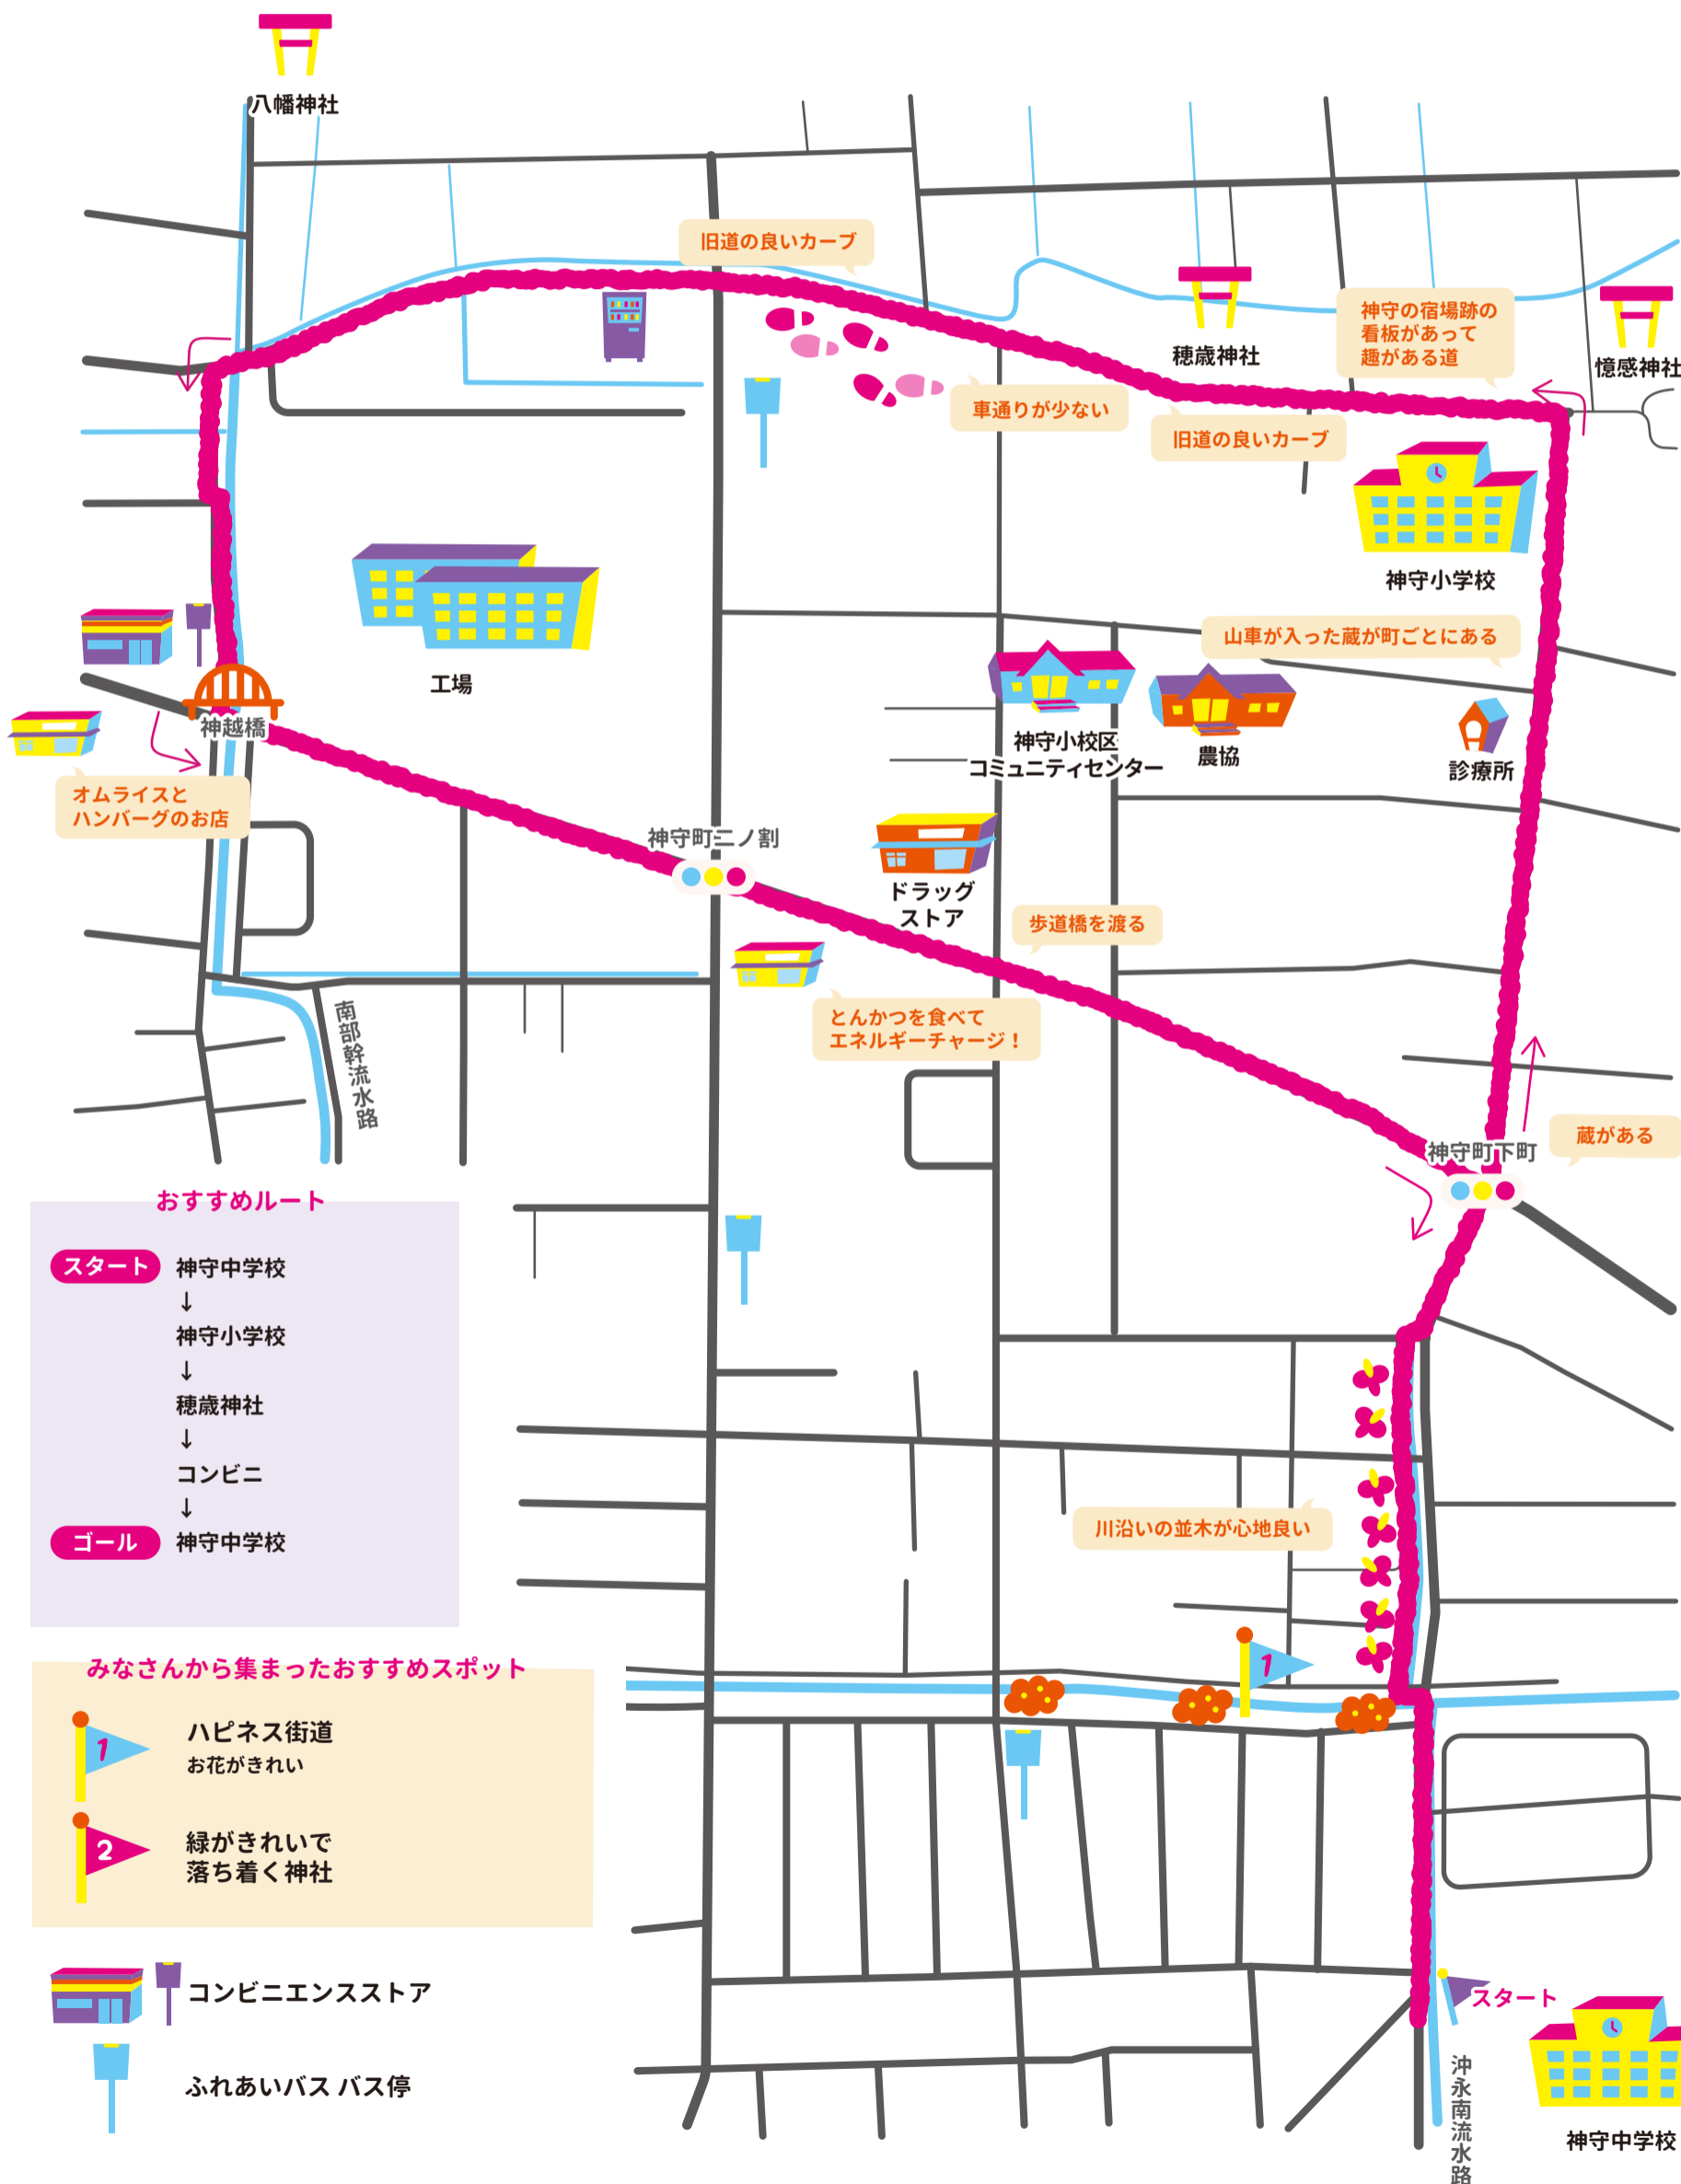 八幡神社
旧道の良いカーブ
神守の宿場跡の
看板があって
趣がある道
穂歳神社
憶感神社
車通りが少ない
旧道の良いカーブ
神守小学校
山車が入った蔵が町ごとにある
工場
神越橋
神守小校区
コミュニティセンター
農協
診療所
オムライスと
ハンバーグのお店
神守町二ノ割
ドラッグ
ストア
歩道橋を渡る
とんかつを食べて
エネルギーチャージ！
南部幹流水路
神守町下町
蔵がある
おすすめルート
スタート 神守中学校
↓
神守小学校
↓
穂歳神社
↓
コンビニ
↓
ゴール 神守中学校
川沿いの並木が心地良い
1
みなさんから集まったおすすめスポット
1 ハピネス街道
お花がきれい
2 緑がきれいで
落ち着く神社
コンビニエンスストア
ふれあいバス バス停
スタート
沖永南流水路
神守中学校